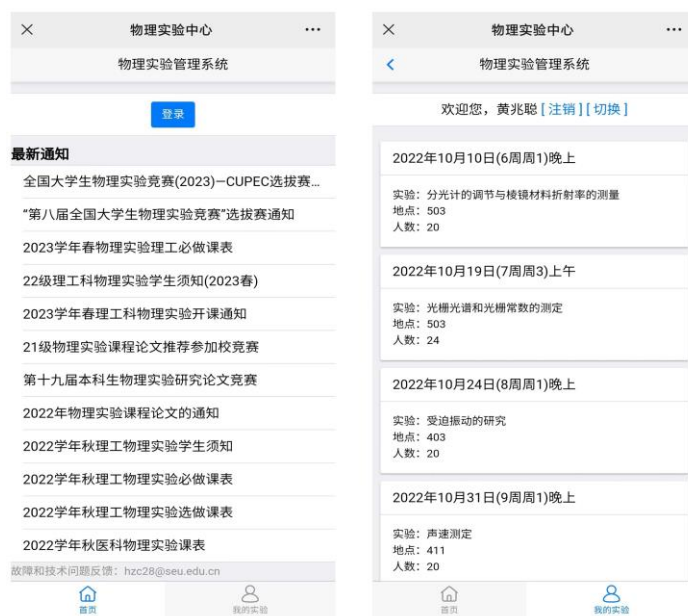 物理实验中心
物理实验管理系统
登录
最新通知
全国大学生物理实验竞赛(2023)—CUPEC选拔赛...
“第八届全国大学生物理实验竞赛”选拔赛通知
2023学年春物理实验理工必做课表
22级理工科物理实验学生须知(2023春)
2023学年春理工科物理实验开课通知
21级物理实验课程论文推荐参加校竞赛
第十九届本科生物理实验研究论文竞赛
2022年物理实验课程论文的通知
2022学年秋理工物理实验学生须知
2022学年秋理工物理实验必做课表
2022学年秋理工物理实验选做课表
2022学年秋医科物理实验课表
故障和技术问题反馈：hzc28@seu.edu.cn
首页
我的实验
物理实验中心
物理实验管理系统
欢迎您，黄兆聪 [ 注销 ] [ 切换 ]
2022年10月10日(6周周1)晚上
实验：分光计的调节与棱镜材料折射率的测量
地点：503
人数：20
2022年10月19日(7周周3)上午
实验：光栅光谱和光栅常数的测定
地点：503
人数：24
2022年10月24日(8周周1)晚上
实验：受迫振动的研究
地点：403
人数：20
2022年10月31日(9周周1)晚上
实验：声速测定
地点：411
人数：20
首页
我的实验